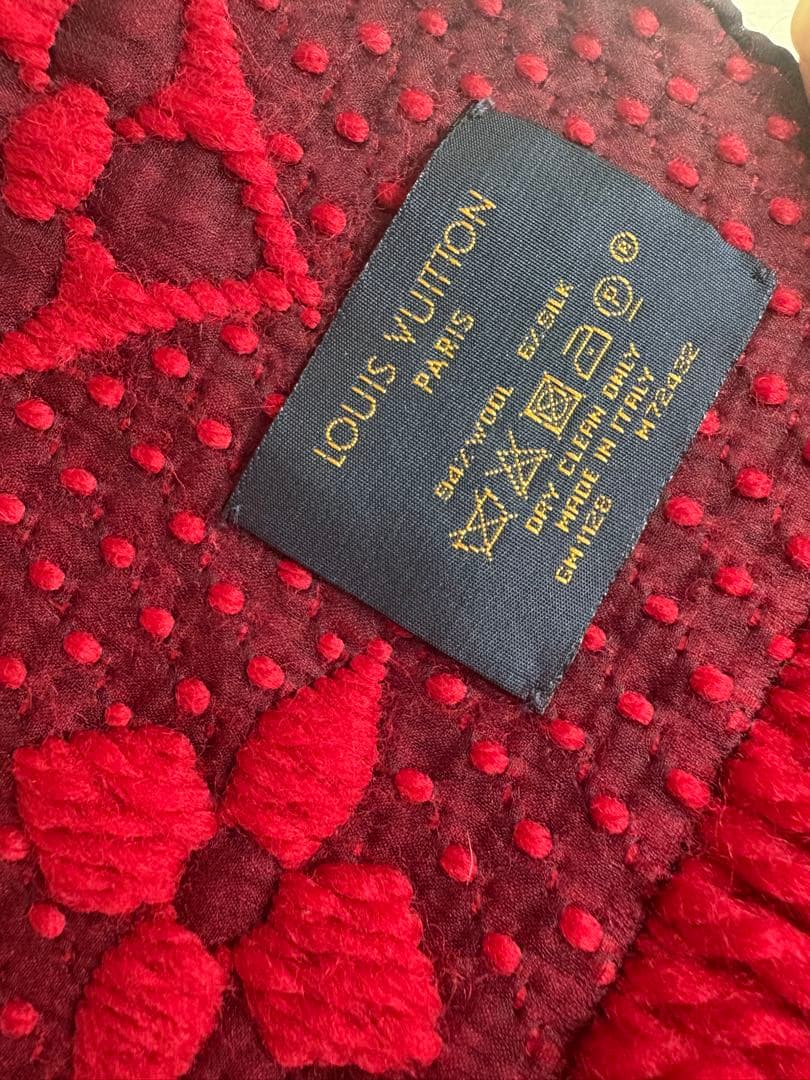 LOUIS VUITTON
PARIS
94% WOOL 6% SILK
P
DRY CLEAN ONLY
MADE IN ITALY
GM1128 M72432